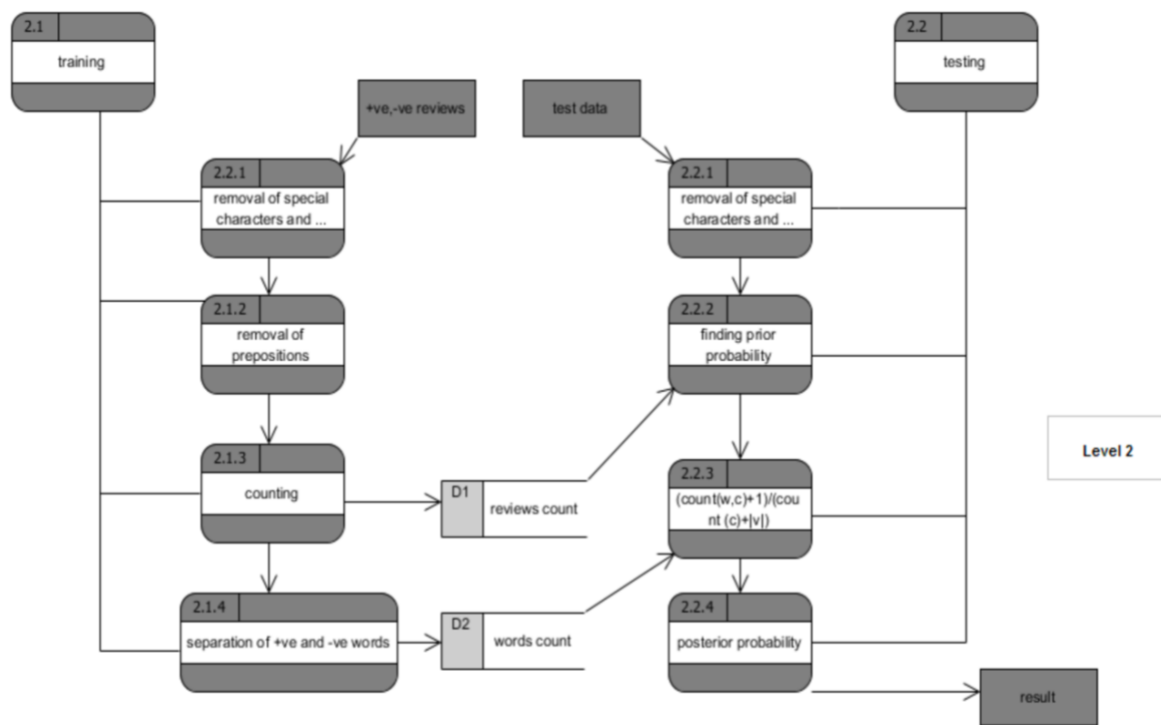 2.1
training
2.2
testing
+ve,-ve reviews
test data
2.2.1
removal of special
characters and ...
2.2.1
removal of special
characters and ...
2.1.2
removal of
prepositions
2.2.2
finding prior
probability
2.1.3
counting
D1
reviews count
2.2.3
(count(w,c)+1)/(cou
nt (c)+|v|)
Level 2
2.1.4
separation of +ve and -ve words
D2
words count
2.2.4
posterior probability
result